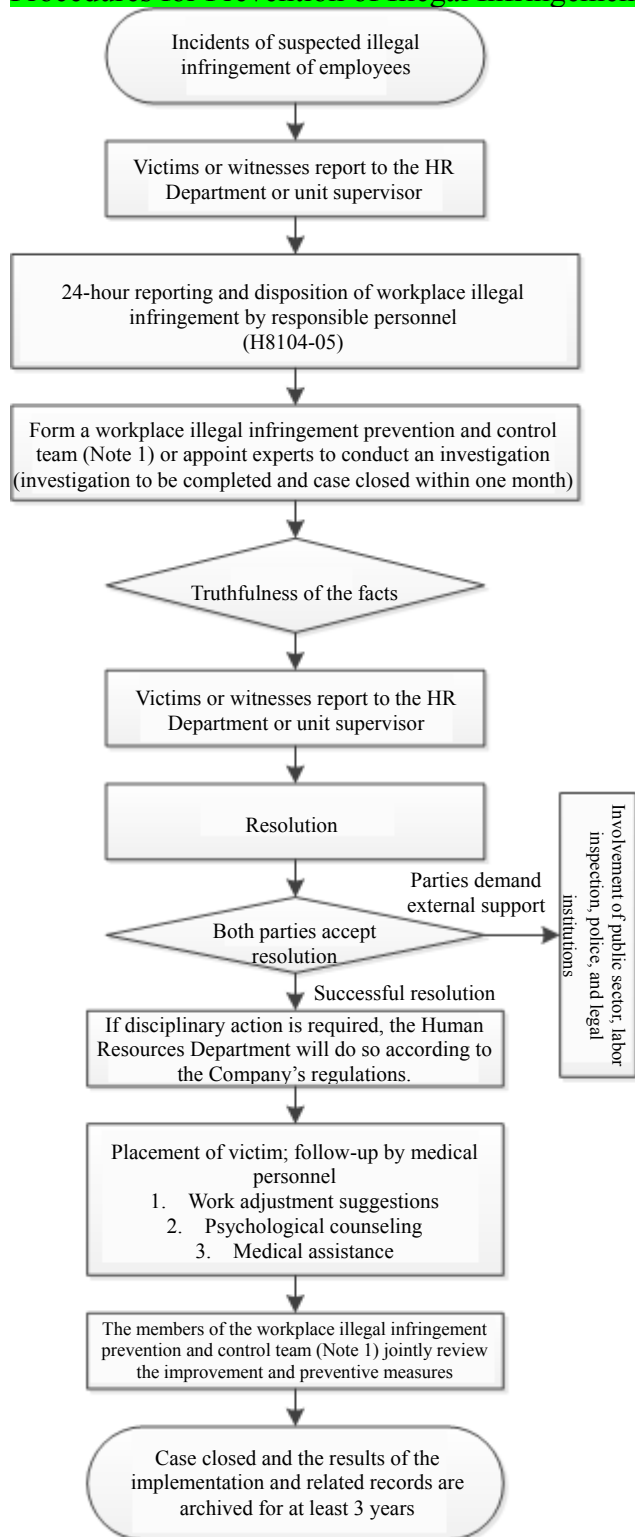 Procedures for Prevention of Illegal Infringement
Incidents of suspected illegal
infringement of employees
Victims or witnesses report to the HR
Department or unit supervisor
24-hour reporting and disposition of workplace illegal
infringement by responsible personnel
(H8104-05)
Form a workplace illegal infringement prevention and control
team (Note 1) or appoint experts to conduct an investigation
(investigation to be completed and case closed within one month)
Truthfulness of the facts
Victims or witnesses report to the HR
Department or unit supervisor
Resolution
Parties demand
external support
Both parties accept
resolution
Involvement of public sector, labor
inspection, police, and legal
institutions
Successful resolution
If disciplinary action is required, the Human
Resources Department will do so according to
the Company's regulations.
Placement of victim; follow-up by medical
personnel
1. Work adjustment suggestions
2. Psychological counseling
3. Medical assistance
The members of the workplace illegal infringement
prevention and control team (Note 1) jointly review
the improvement and preventive measures
Case closed and the results of the
implementation and related records are
archived for at least 3 years